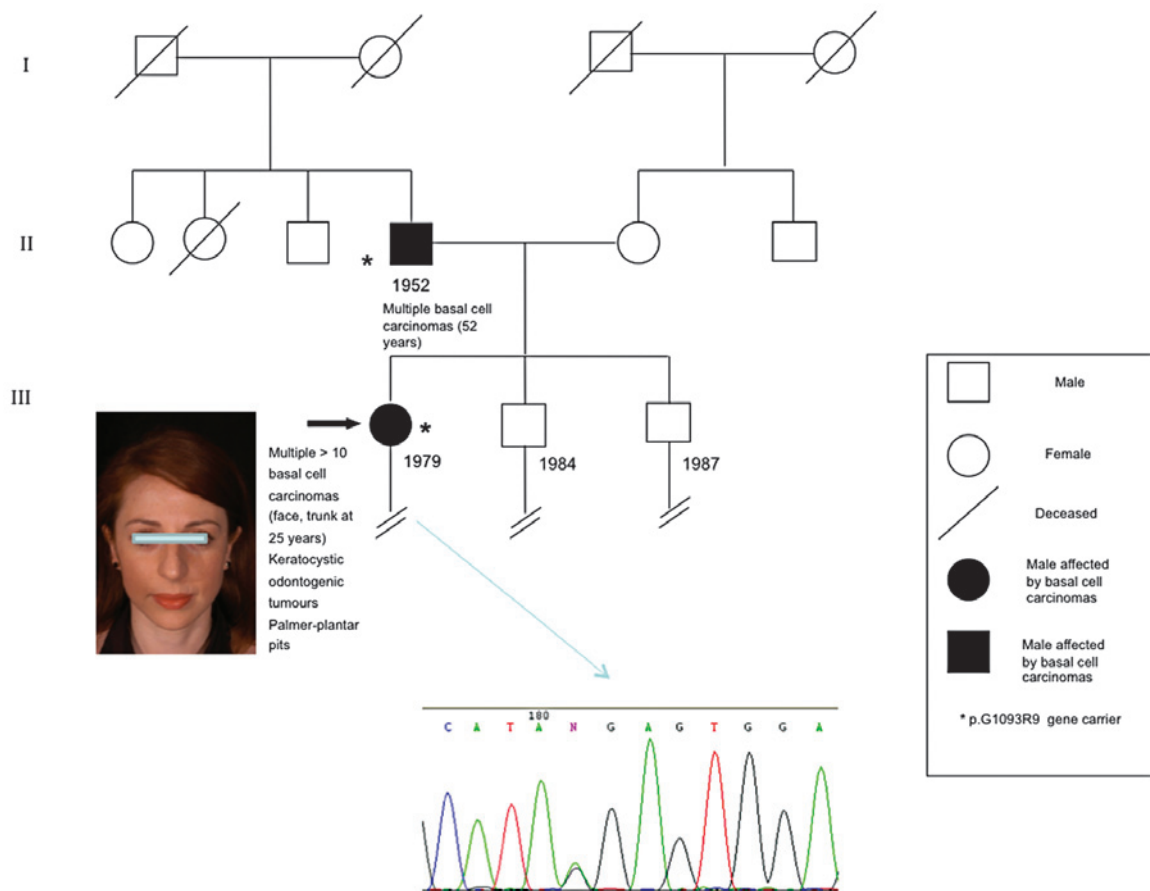 I
II
*
1952
Multiple basal cell
carcinomas (52
years)
III
*
1979
1984
1987
Multiple > 10
basal cell
carcinomas
(face, trunk at
25 years)
Keratocystic
odontogenic
tumours
Palmer-plantar
pits
Male
Female
Deceased
Male affected
by basal cell
carcinomas
Male affected
by basal cell
carcinomas
* p.G1093R9 gene carrier
180
C A T A N G A G T G G A